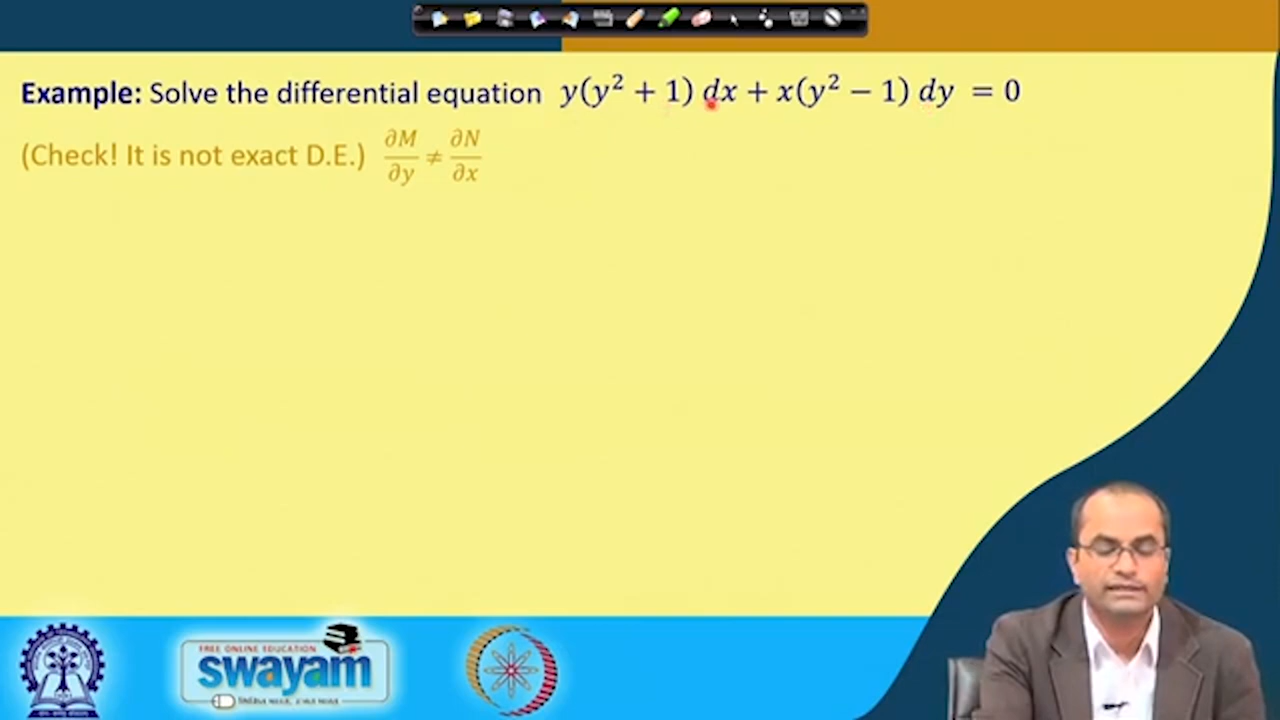 Example: Solve the differential equation y(y² + 1) dx + x(y² − 1) dy = 0
(Check! It is not exact D.E.) ∂M/∂y ≠ ∂N/∂x
FREE ONLINE EDUCATION
swayam